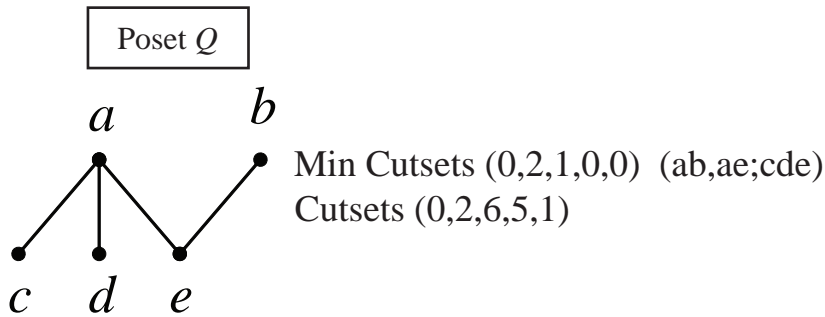 Poset Q
a b
Min Cutsets (0,2,1,0,0) (ab,ae;cde)
Cutsets (0,2,6,5,1)
c d e